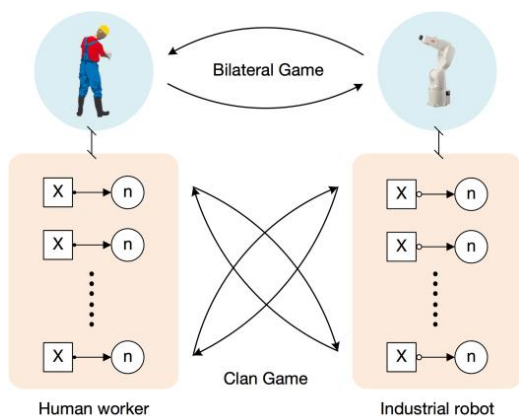 Bilateral Game
X n X n
X n X n
X n X n
Clan Game
Human worker Industrial robot